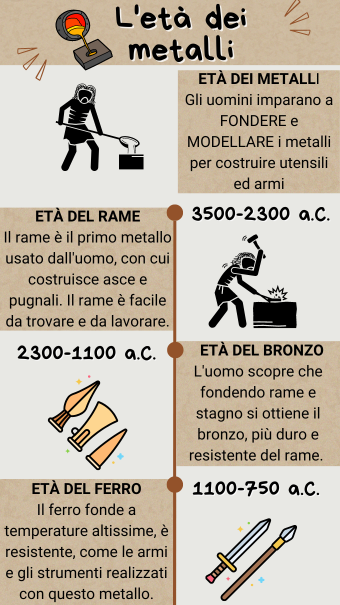 L'età dei
metalli
ETÀ DEI METALLI
Gli uomini imparano a
FONDERE e
MODELLARE i metalli
per costruire utensili
ed armi
ETÀ DEL RAME
Il rame è il primo metallo
usato dall'uomo, con cui
costruisce asce e
pugnali. Il rame è facile
da trovare e da lavorare.
3500-2300 a.C.
2300-1100 a.C.
ETÀ DEL BRONZO
L'uomo scopre che
fondendo rame e
stagno si ottiene il
bronzo, più duro e
resistente del rame.
ETÀ DEL FERRO
Il ferro fonde a
temperature altissime, è
resistente, come le armi
e gli strumenti realizzati
con questo metallo.
1100-750 a.C.